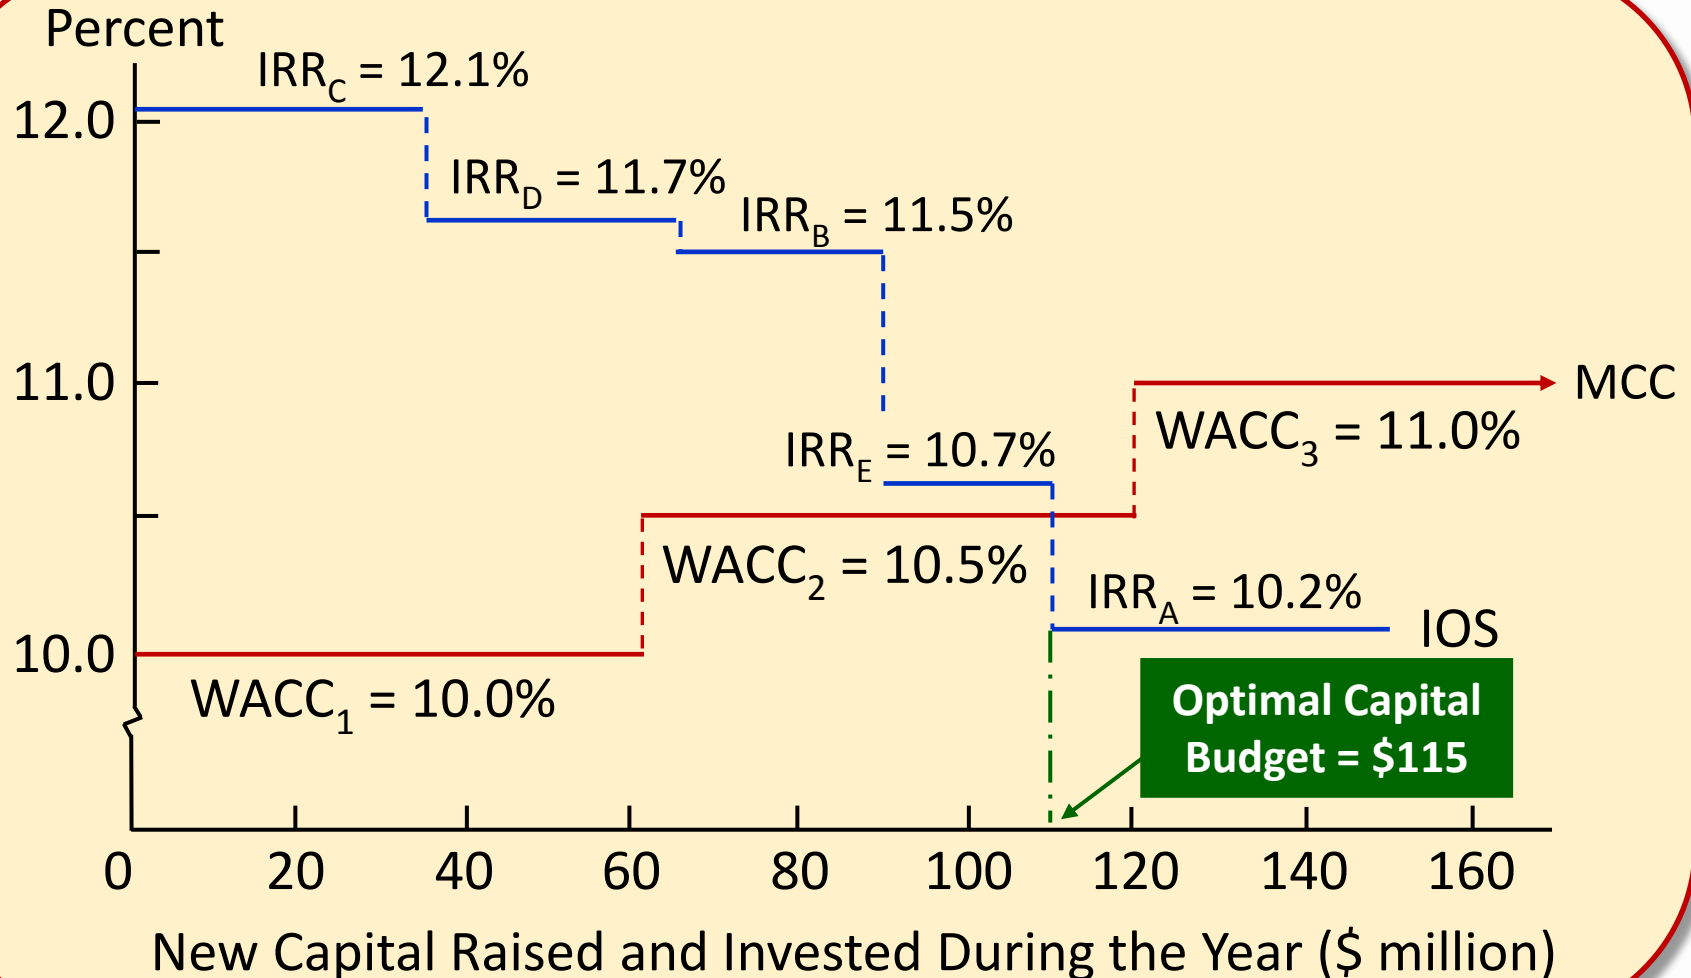 Percent
IRRC = 12.1%
12.0
IRRD = 11.7%
IRRB = 11.5%
11.0
MCC
WACC3 = 11.0%
IRRE = 10.7%
WACC2 = 10.5%
IRRA = 10.2%
IOS
10.0
WACC1 = 10.0%
Optimal Capital
Budget = $115
0 20 40 60 80 100 120 140 160
New Capital Raised and Invested During the Year ($ million)